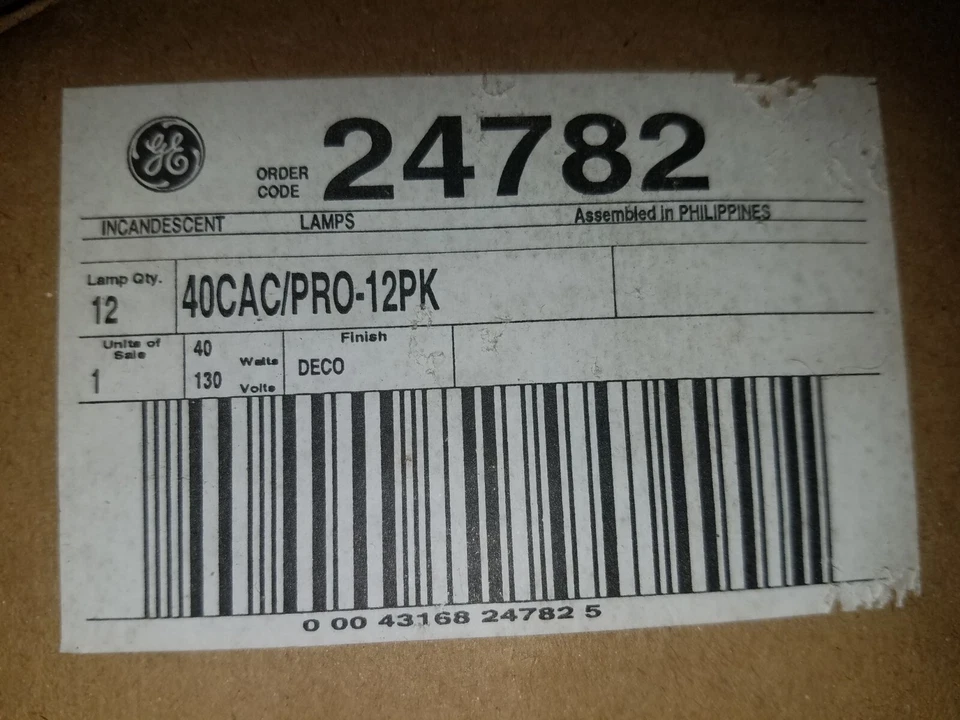 GE
ORDER CODE 24782
INCANDESCENT LAMPS Assembled in PHILIPPINES
Lamp Qty.
12
40CAC/PRO-12PK
Units of Sale
1
40 Watts
130 Volts
Finish
DECO
0 00 43168 24782 5